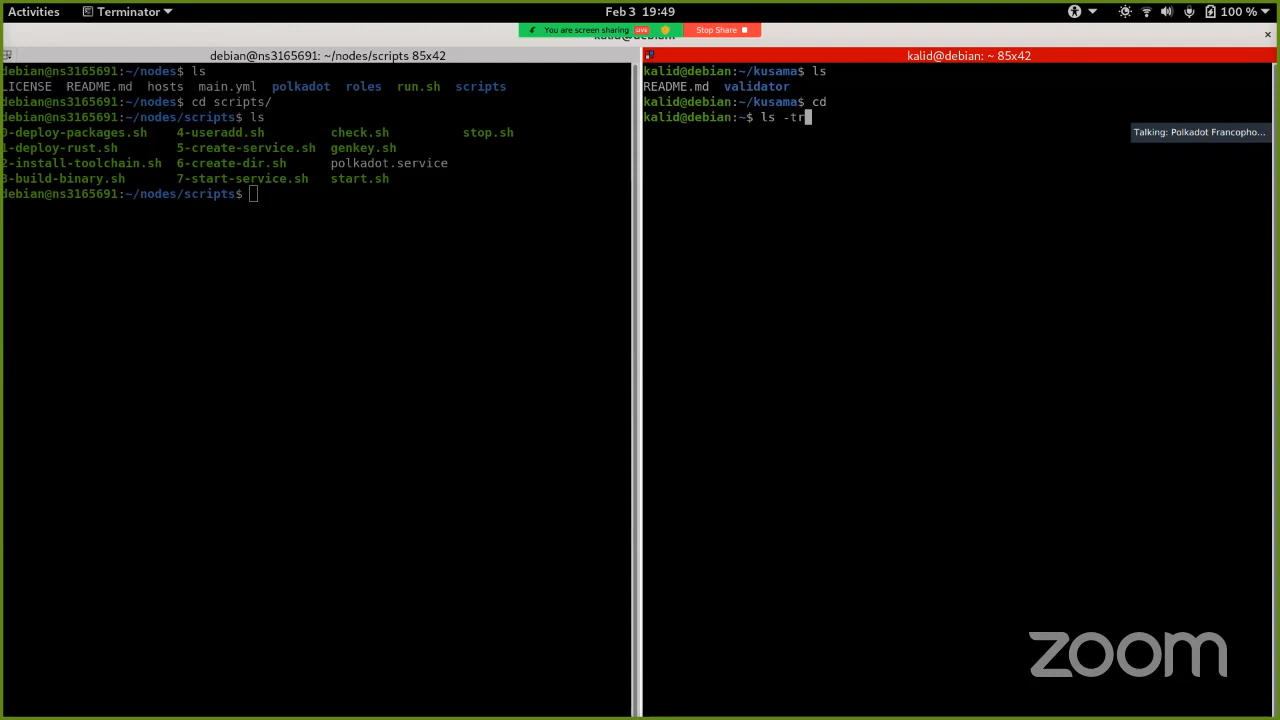 Activities Terminator Feb 3 19:49 100 %
You are screen sharing LIVE Stop Share
debian@ns3165691: ~/nodes/scripts 85x42
debian@ns3165691:~/nodes$ ls
LICENSE README.md hosts main.yml polkadot roles run.sh scripts
debian@ns3165691:~/nodes$ cd scripts/
debian@ns3165691:~/nodes/scripts$ ls
0-deploy-packages.sh 4-useradd.sh check.sh stop.sh
1-deploy-rust.sh 5-create-service.sh genkey.sh
2-install-toolchain.sh 6-create-dir.sh polkadot.service
3-build-binary.sh 7-start-service.sh start.sh
debian@ns3165691:~/nodes/scripts$
kalid@debian: ~ 85x42
kalid@debian:~/kusama$ ls
README.md validator
kalid@debian:~/kusama$ cd
kalid@debian:~$ ls -tr
Talking: Polkadot Francopho...
zoom